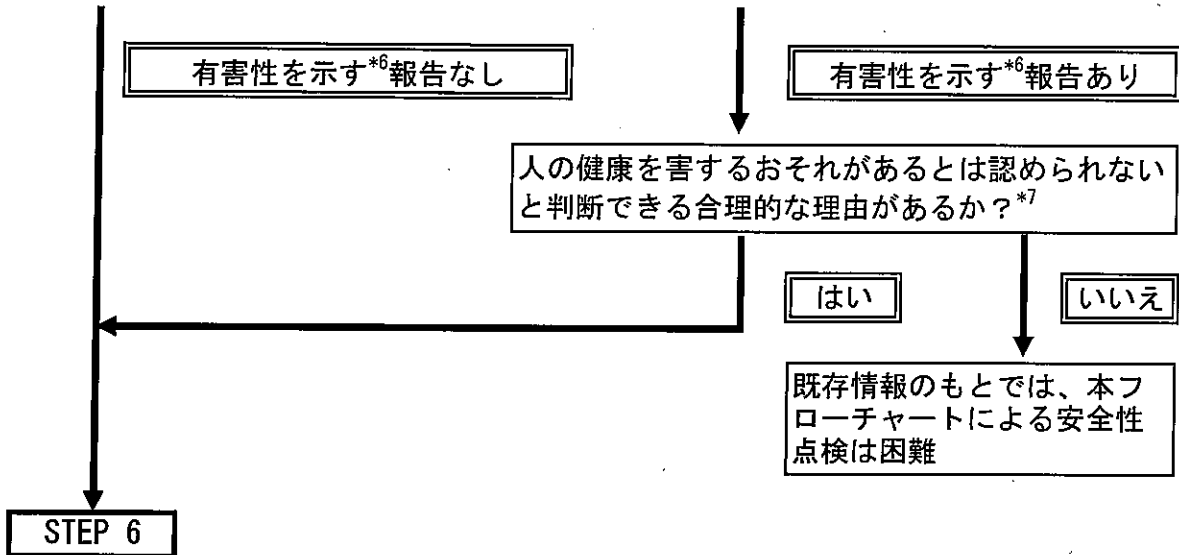 有害性を示す*6報告なし
有害性を示す*6報告あり
人の健康を害するおそれがあるとは認められない
と判断できる合理的な理由があるか？*7
はい
いいえ
既存情報のもとでは、本フ
ローチャートによる安全性
点検は困難
STEP 6